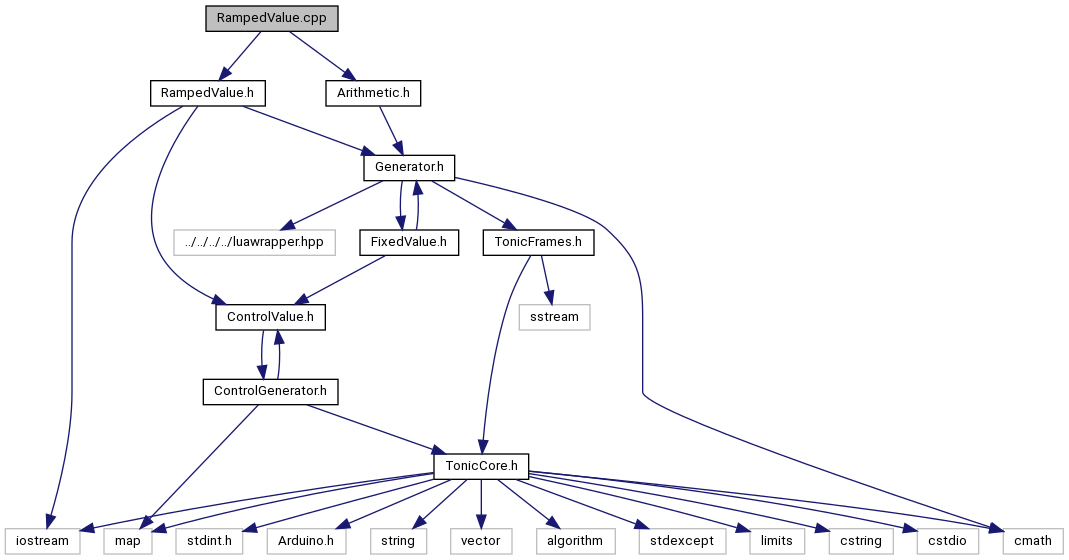 RampedValue.cpp
RampedValue.h
Arithmetic.h
Generator.h
../../../../luawrapper.hpp
FixedValue.h
TonicFrames.h
ControlValue.h
sstream
ControlGenerator.h
TonicCore.h
iostream
map
stdint.h
Arduino.h
string
vector
algorithm
stdexcept
limits
cstring
cstdio
cmath